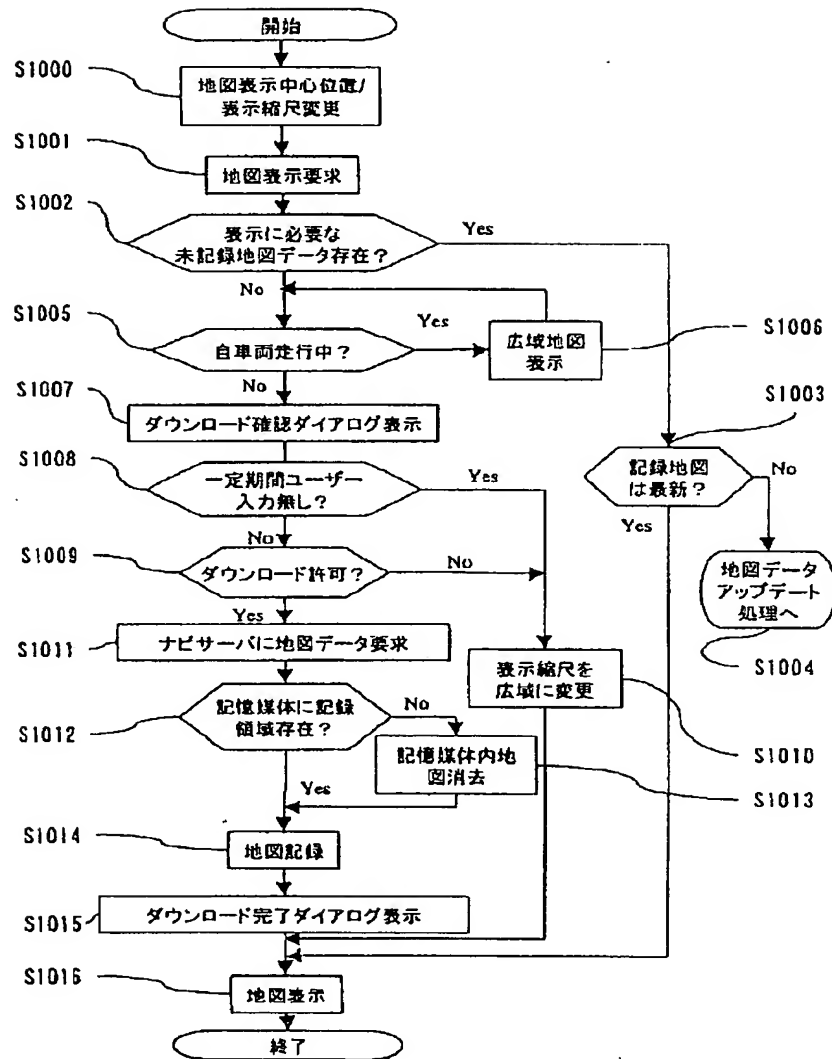 開始
S1000
地図表示中心位置/
表示縮尺変更
S1001
地図表示要求
S1002
表示に必要な
未記録地図データ存在?
Yes
No
S1005
自車両走行中?
Yes
広域地図
表示
S1006
No
S1007
ダウンロード確認ダイアログ表示
S1003
記録地図
は最新?
No
Yes
S1008
一定期間ユーザー
入力無し?
Yes
No
S1009
ダウンロード許可?
No
Yes
地図データ
アップデート
処理へ
S1004
S1011
ナビサーバに地図データ要求
表示縮尺を
広域に変更
S1010
S1012
記憶媒体に記録
領域存在?
No
Yes
記憶媒体内地
図消去
S1013
S1014
地図記録
S1015
ダウンロード完了ダイアログ表示
S1016
地図表示
終了